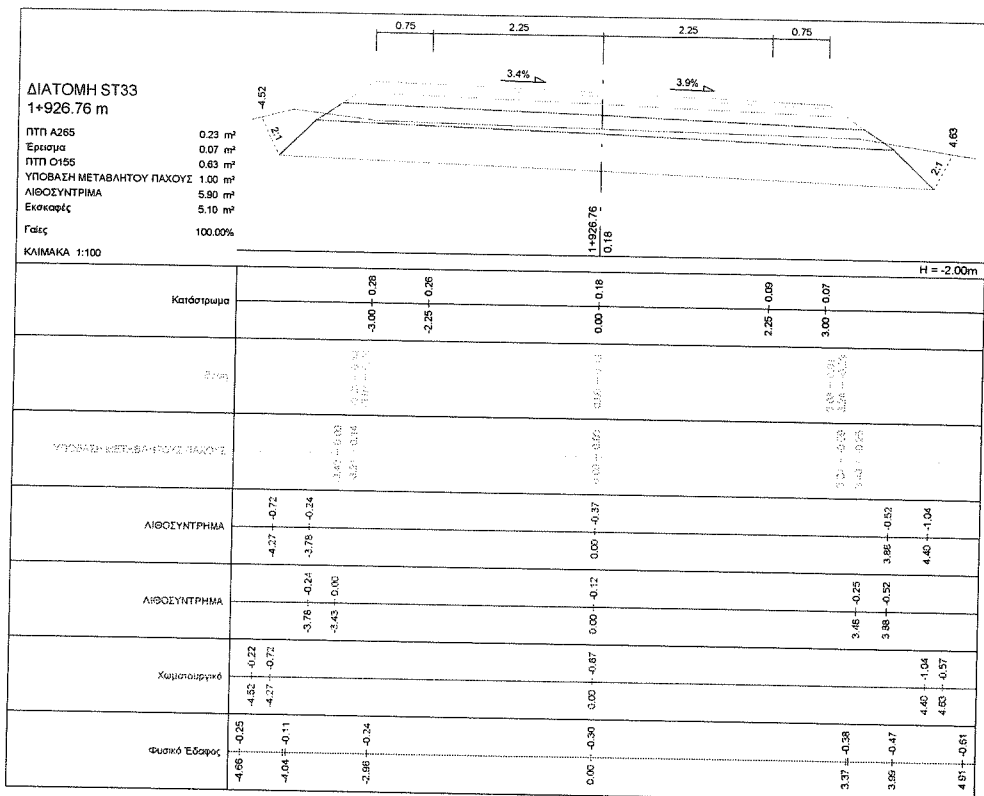 0.75 2.25 2.25 0.75
3.4% 3.9%
ΔΙΑΤΟΜΗ ST33
1+926.76 m
-4.52 2:1 4.63 2:1
ΠΤΠ Α265 0.23 m²
Έρεισμα 0.07 m²
ΠΤΠ Ο155 0.63 m²
ΥΠΟΒΑΣΗ ΜΕΤΑΒΛΗΤΟΥ ΠΑΧΟΥΣ 1.00 m²
ΛΙΘΟΣΥΝΤΡΙΜΑ 5.90 m²
Εκσκαφές 5.10 m²
Γαίες 100.00%
ΚΛΙΜΑΚΑ 1:100
1+926.76
0.18
H = -2.00m
Κατάστρωμα
-3.00 0.28
-2.25 0.26
0.00 0.18
2.25 0.09
3.00 0.07
ΛΙΘΟΣΥΝΤΡΗΜΑ
-4.27 -0.72
-3.78 -0.24
0.00 -0.37
3.88 -0.52
4.40 -1.04
ΛΙΘΟΣΥΝΤΡΗΜΑ
-3.78 -0.24
-3.43 0.00
0.00 -0.12
3.48 -0.25
3.88 -0.52
Χωματουργικό
-4.52 -0.22
-4.27 -0.72
0.00 -0.87
4.40 -1.04
4.63 -0.57
Φυσικό Έδαφος
-4.66 -0.25
-4.04 -0.11
-2.96 -0.24
0.00 -0.30
3.37 -0.38
3.99 -0.47
4.91 -0.61